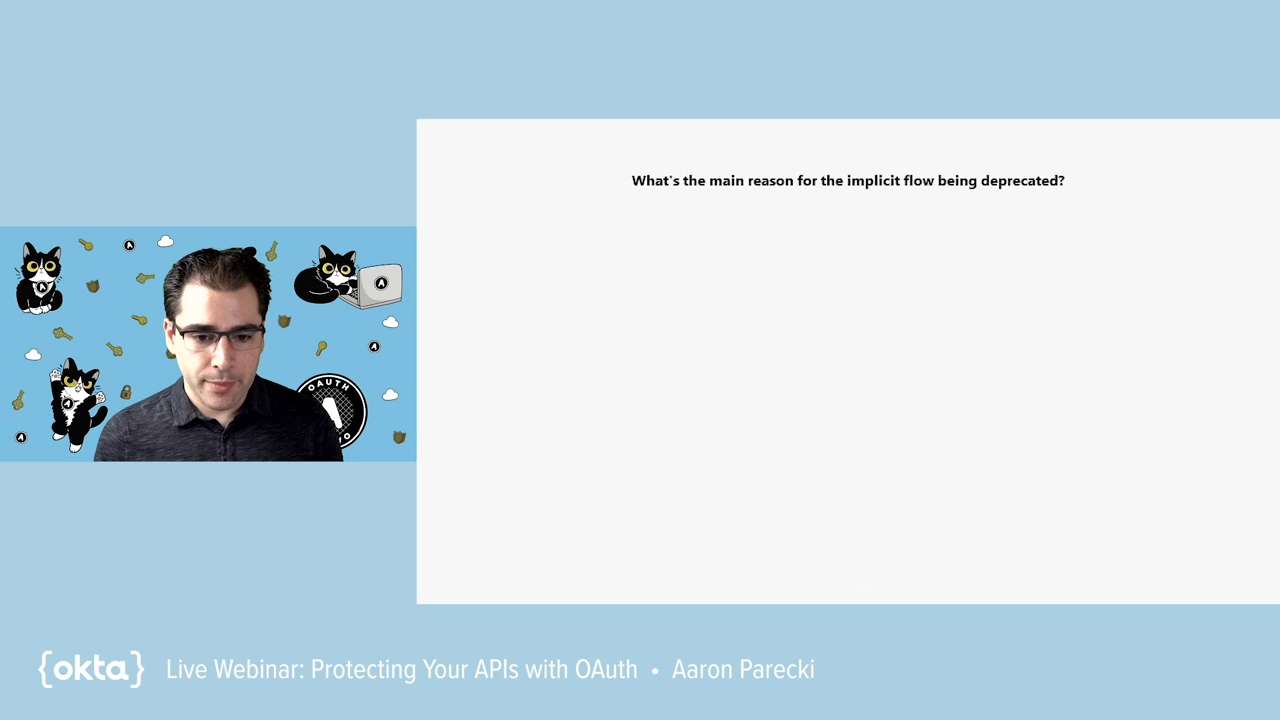 What's the main reason for the implicit flow being deprecated?
OAUTH
{okta} Live Webinar: Protecting Your APIs with OAuth • Aaron Parecki